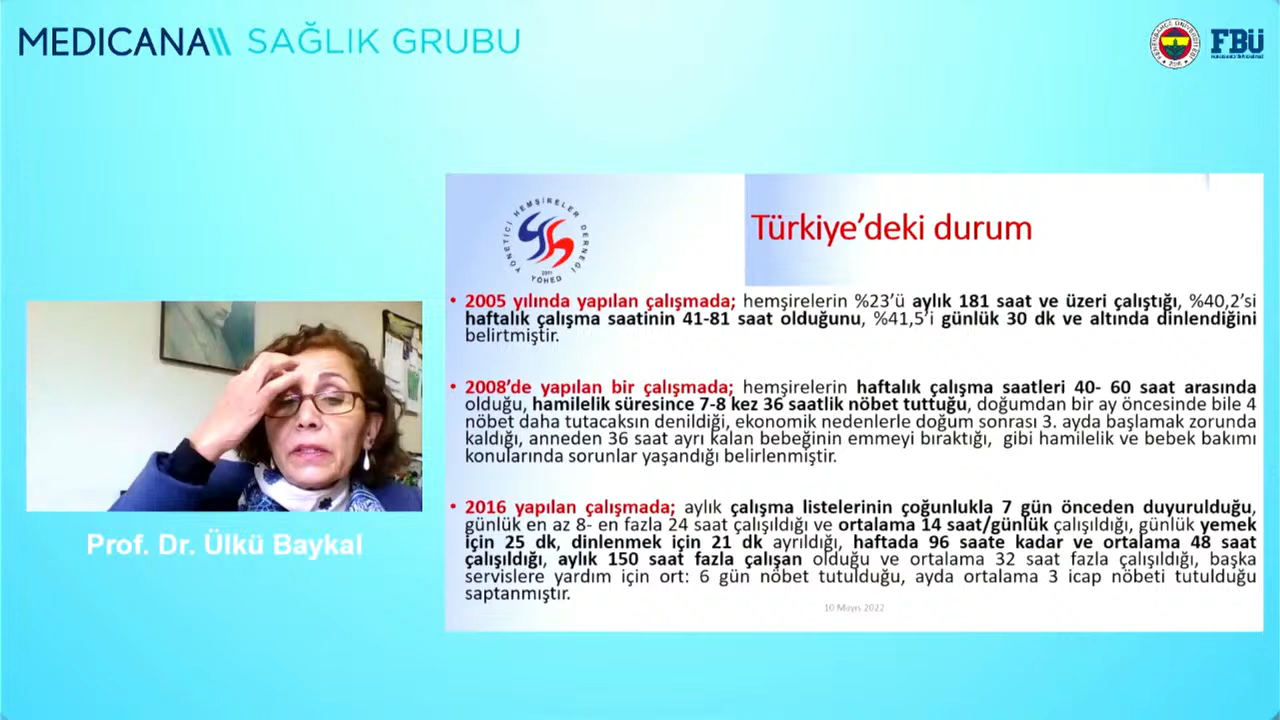 MEDICANA SAĞLIK GRUBU
FBÜ
YÖNETİCİ HEMŞİRELER DERNEĞİ
YÖHED
Türkiye’deki durum
• 2005 yılında yapılan çalışmada; hemşirelerin %23’ü aylık 181 saat ve üzeri çalıştığı, %40,2’si
haftalık çalışma saatinin 41-81 saat olduğunu, %41,5’i günlük 30 dk ve altında dinlendiğini
belirtmiştir.
• 2008’de yapılan bir çalışmada; hemşirelerin haftalık çalışma saatleri 40- 60 saat arasında
olduğu, hamilelik süresince 7-8 kez 36 saatlik nöbet tuttuğu, doğumdan bir ay öncesinde bile 4
nöbet daha tutacaksın denildiği, ekonomik nedenlerle doğum sonrası 3. ayda başlamak zorunda
kaldığı, anneden 36 saat ayrı kalan bebeğinin emmeyi bıraktığı, gibi hamilelik ve bebek bakımı
konularında sorunlar yaşandığı belirlenmiştir.
• 2016 yapılan çalışmada; aylık çalışma listelerinin çoğunlukla 7 gün önceden duyurulduğu,
günlük en az 8- en fazla 24 saat çalışıldığı ve ortalama 14 saat/günlük çalışıldığı, günlük yemek
için 25 dk, dinlenmek için 21 dk ayrıldığı, haftada 96 saate kadar ve ortalama 48 saat
çalışıldığı, aylık 150 saat fazla çalışan olduğu ve ortalama 32 saat fazla çalışıldığı, başka
servislere yardım için ort: 6 gün nöbet tutulduğu, ayda ortalama 3 icap nöbeti tutulduğu
saptanmıştır.
10 Mayıs 2022
Prof. Dr. Ülkü Baykal